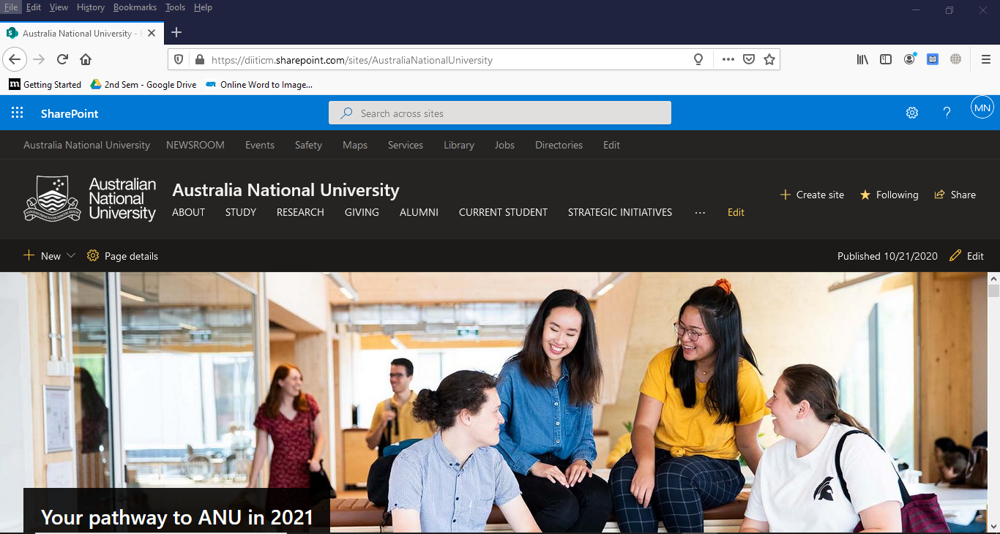 File Edit View History Bookmarks Tools Help
Australia National University -
https://diiticm.sharepoint.com/sites/AustraliaNationalUniversity
Getting Started 2nd Sem - Google Drive Online Word to Image...
SharePoint Search across sites ? MN
Australia National University NEWSROOM Events Safety Maps Services Library Jobs Directories Edit
Australian
National
University
Australia National University
ABOUT STUDY RESEARCH GIVING ALUMNI CURRENT STUDENT STRATEGIC INITIATIVES ... Edit
+ Create site Following Share
+ New Page details Published 10/21/2020 Edit
Your pathway to ANU in 2021